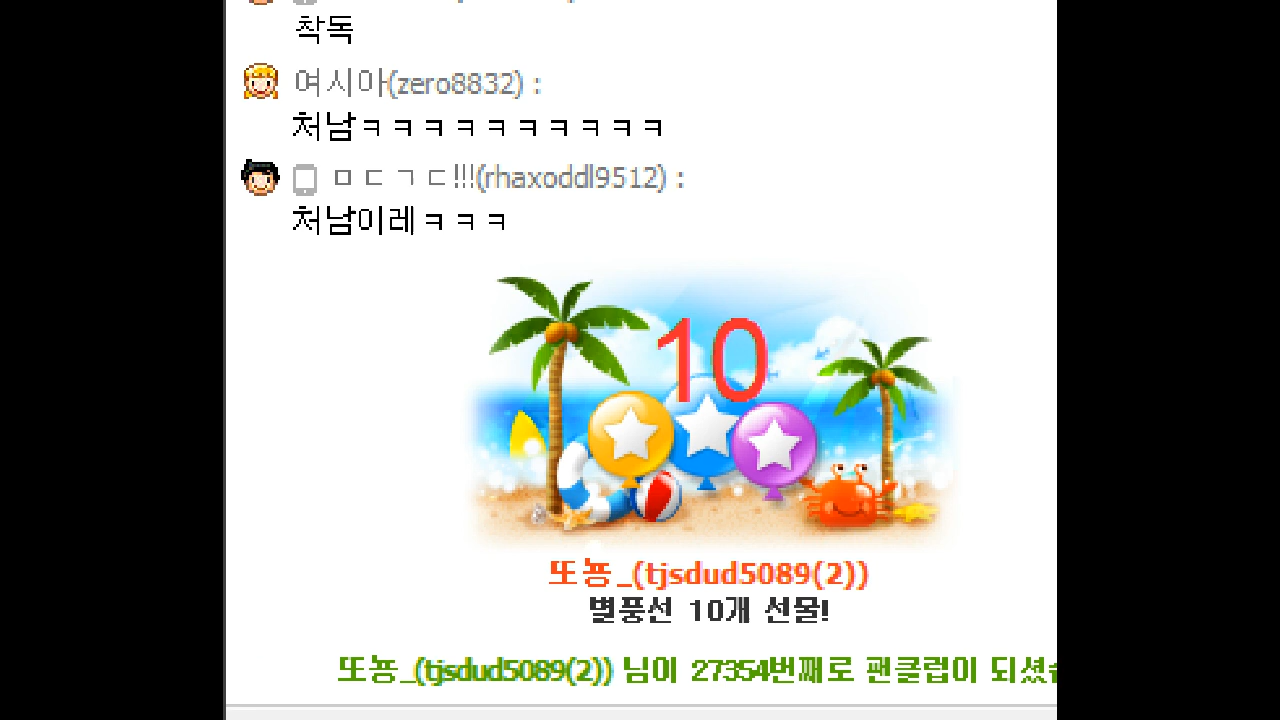 착독
여시아(zero8832) :
처남ㅋㅋㅋㅋㅋㅋㅋㅋㅋㅋ
ㅁㄷㄱㄷ!!!(rhaxoddl9512) :
처남이레ㅋㅋㅋ
10
또뇽_(tjsdud5089(2))
별풍선 10개 선물!
또뇽_(tjsdud5089(2)) 님이 27354번째로 팬클럽이 되셨